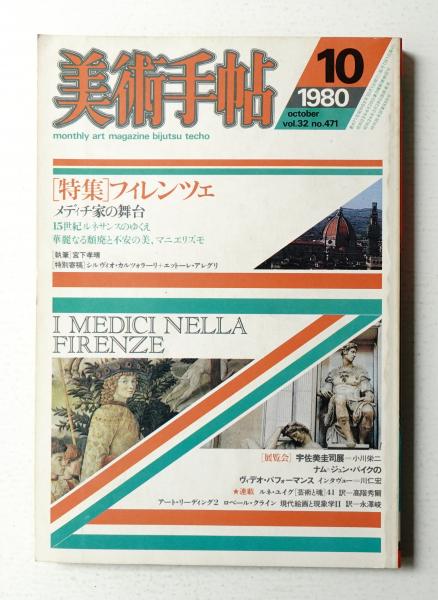 美術手帖
monthly art magazine bijutsu techo
10
1980
october
vol.32 no.471
[特集]フィレンツェ
メディチ家の舞台
15世紀ルネサンスのゆくえ
華麗なる頽廃と不安の美、マニエリズモ
[執筆]宮下孝晴
[特別寄稿]シルヴィオ・カルツォラーリ+エットーレ・アレグリ
I MEDICI NELLA
FIRENZE
[展覧会] 宇佐美圭司展―小川栄二
ナム・ジュン・パイクの
ヴィデオ・パフォーマンス インタヴュー―川仁宏
★連載 ルネ・ユイグ[芸術と魂]41 訳―高階秀爾
アート・リーディング2 ロベール・クライン 現代絵画と現象学II 訳―永澤峻